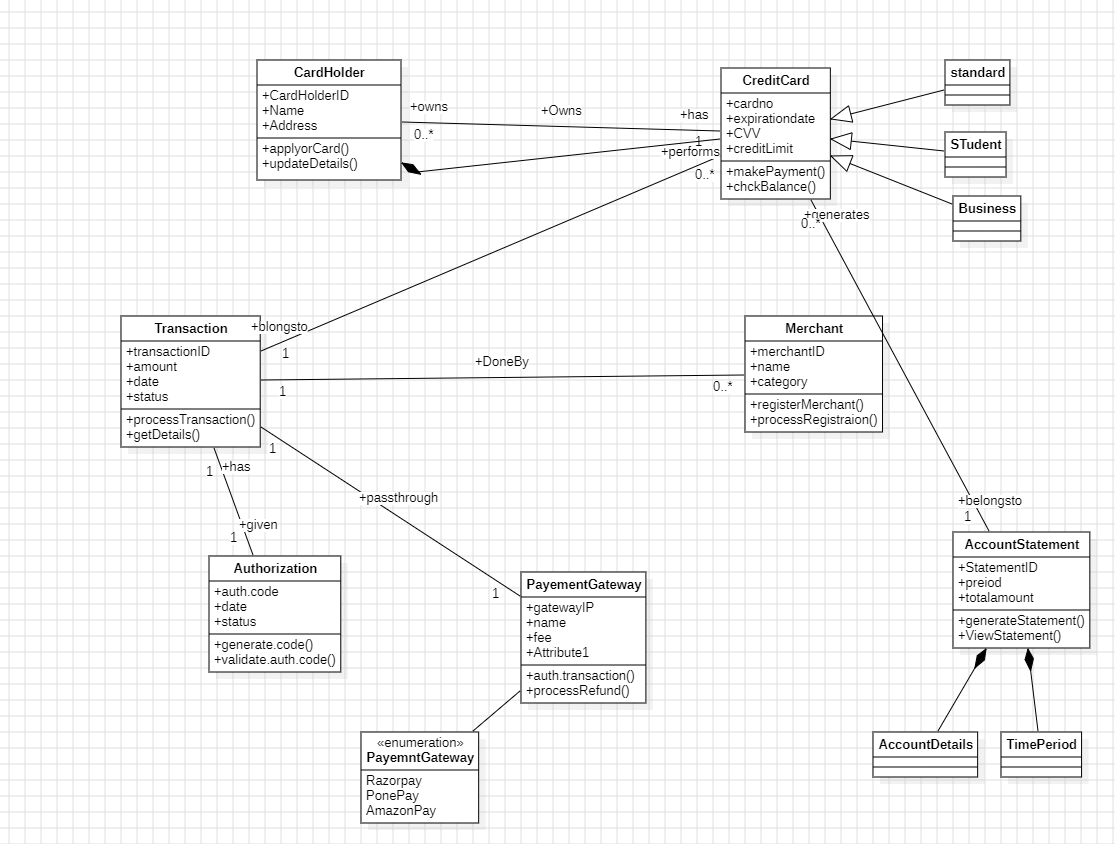 CardHolder
+CardHolderID
+Name
+Address
+applyorCard()
+updateDetails()
+owns
0..*
+Owns
+has
1
+performs
0..*
CreditCard
+cardno
+expirationdate
+CVV
+creditLimit
+makePayment()
+chckBalance()
standard
STudent
Business
+generates
0..*
Transaction
+transactionID
+amount
+date
+status
+processTransaction()
+getDetails()
+blongsto
1
+DoneBy
1
0..*
Merchant
+merchantID
+name
+category
+registerMerchant()
+processRegistraion()
1
+has
1
+passthrough
+given
1
1
+belongsto
1
Authorization
+auth.code
+date
+status
+generate.code()
+validate.auth.code()
PayementGateway
+gatewayIP
+name
+fee
+Attribute1
+auth.transaction()
+processRefund()
AccountStatement
+StatementID
+preiod
+totalamount
+generateStatement()
+ViewStatement()
«enumeration»
PayemntGateway
Razorpay
PonePay
AmazonPay
AccountDetails
TimePeriod